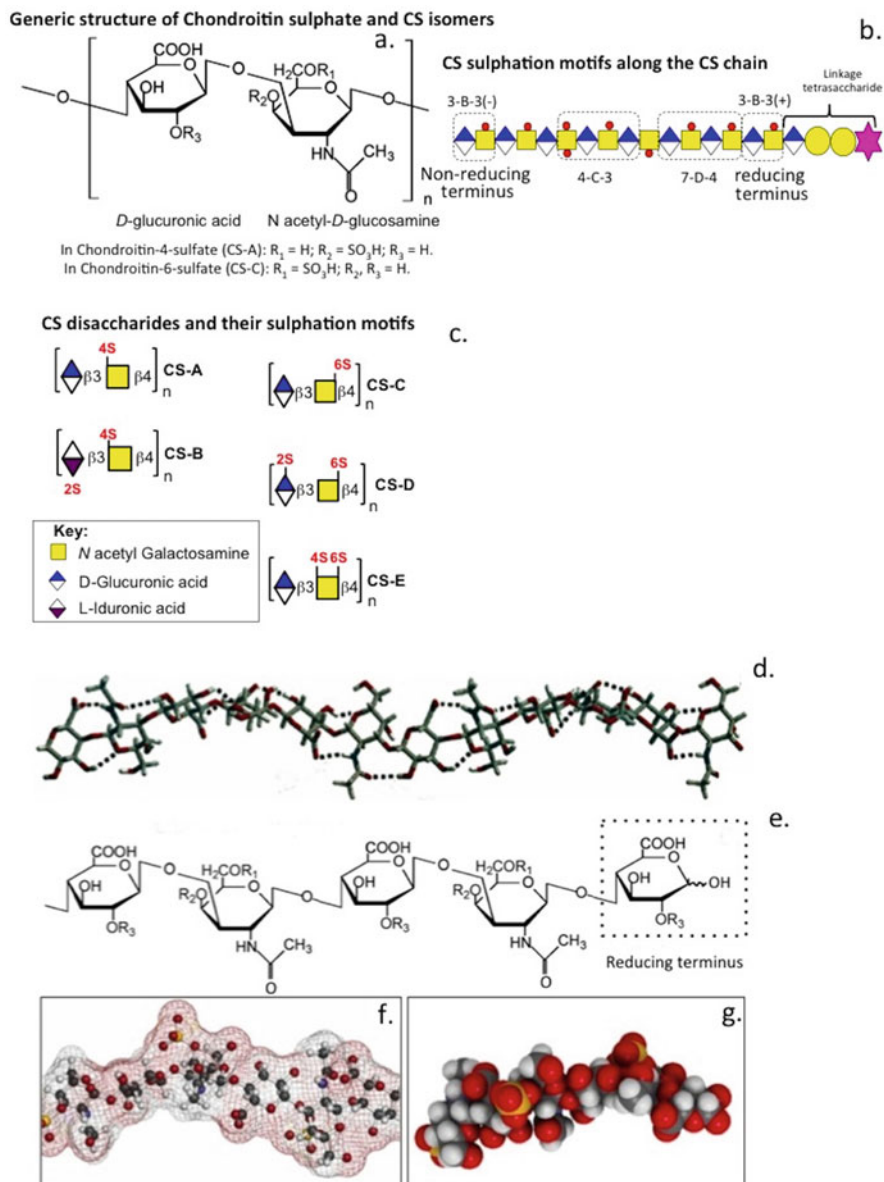 Generic structure of Chondroitin sulphate and CS isomers
a.
COOH
O
O
H₂COR₁
O
O
OH
R₂O
O
OR₃
HN
CH₃
O
n
D-glucuronic acid N acetyl-D-glucosamine
In Chondroitin-4-sulfate (CS-A): R₁ = H; R₂ = SO₃H; R₃ = H.
In Chondroitin-6-sulfate (CS-C): R₁ = SO₃H; R₂, R₃ = H.
b.
CS sulphation motifs along the CS chain
Linkage
tetrasaccharide
3-B-3(-) 3-B-3(+)
Non-reducing
terminus
4-C-3
7-D-4
reducing
terminus
CS disaccharides and their sulphation motifs
c.
4S
β3 β4 n CS-A
6S
β3 β4 n CS-C
4S
β3 β4 n CS-B
2S
2S 6S
β3 β4 n CS-D
4S 6S
β3 β4 n CS-E
Key:
N acetyl Galactosamine
D-Glucuronic acid
L-Iduronic acid
d.
e.
COOH
O
O
OH
OR₃
H₂COR₁
R₂O
O
O
HN
CH₃
O
COOH
O
O
OH
OR₃
H₂COR₁
R₂O
O
O
HN
CH₃
O
COOH
O
OH
OH
OR₃
Reducing terminus
f.
g.